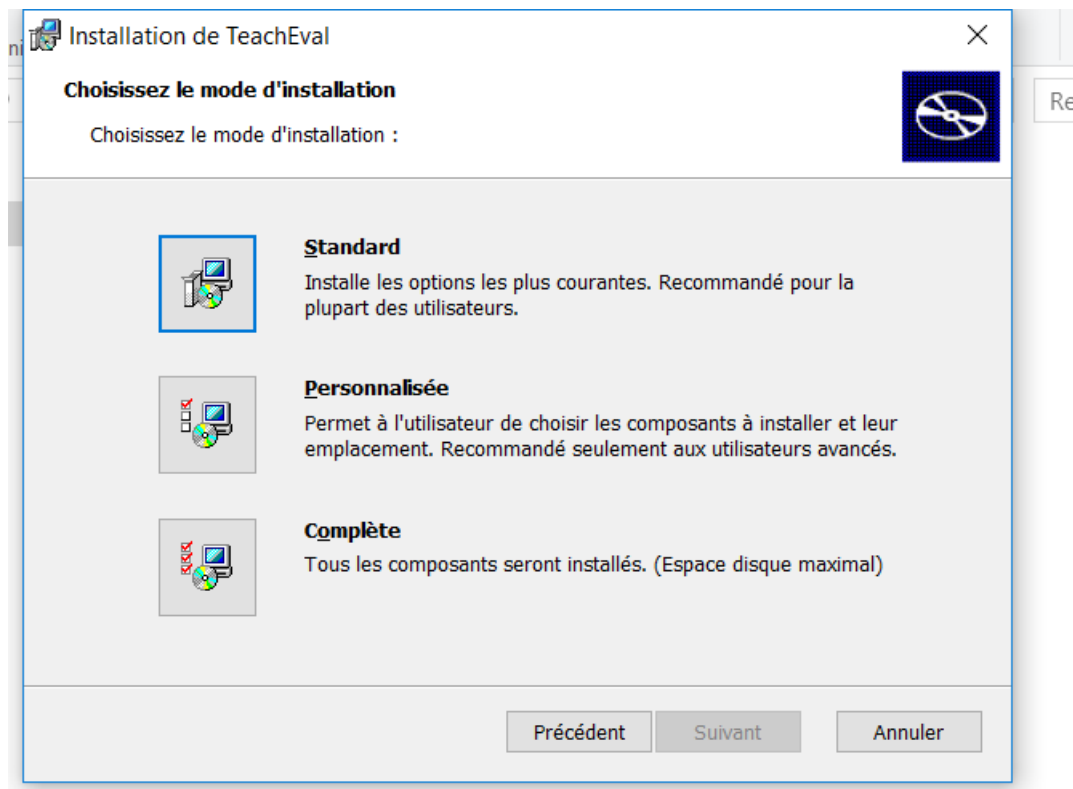 Installation de TeachEval
ni
Choisissez le mode d'installation
Re
Choisissez le mode d'installation :
Standard
Installe les options les plus courantes. Recommandé pour la
plupart des utilisateurs.
Personnalisée
Permet à l'utilisateur de choisir les composants à installer et leur
emplacement. Recommandé seulement aux utilisateurs avancés.
Complète
Tous les composants seront installés. (Espace disque maximal)
Précédent Suivant Annuler